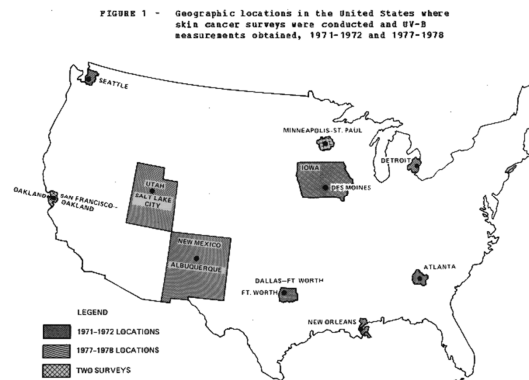 FIGURE 1 - Geographic locations in the United States where
skin cancer surveys were conducted and UV-B
measurements obtained, 1971-1972 and 1977-1978
SEATTLE
MINNEAPOLIS-ST. PAUL
DETROIT
IOWA
DES MOINES
UTAH
SALT LAKE
CITY
OAKLAND
SAN FRANCISCO-
OAKLAND
NEW MEXICO
ALBUQUERQUE
DALLAS-FT. WORTH
FT. WORTH
ATLANTA
NEW ORLEANS
LEGEND
1971-1972 LOCATIONS
1977-1978 LOCATIONS
TWO SURVEYS